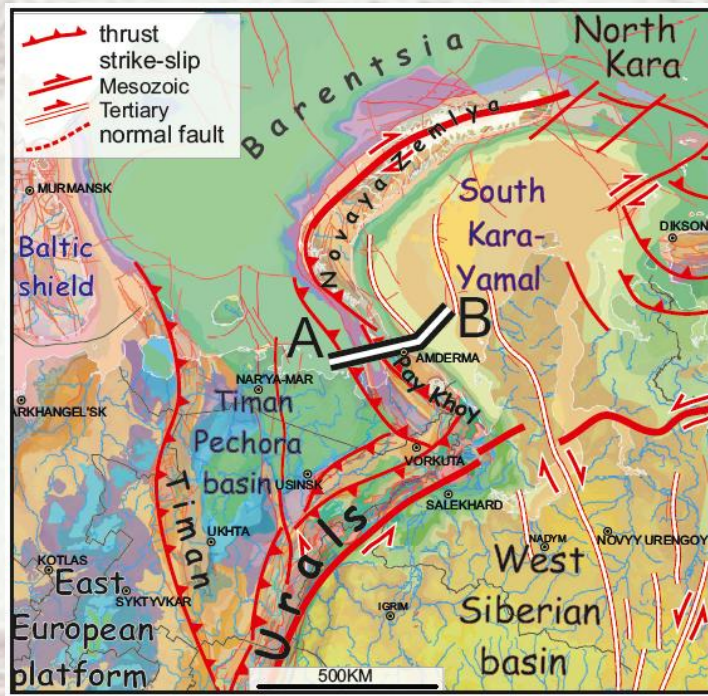 thrust
strike-slip
Mesozoic
Tertiary
normal fault
Barentsia
North
Kara
Novaya Zemlya
MURMANSK
South
Kara-
Yamal
DIKSON
Baltic
shield
A
B
AMDERMA
NAR'YA-MAR
Pay Khoy
ARKHANGEL'SK
Timan
Pechora
basin
VORKUTA
USINSK
SALEKHARD
Timan
UKHTA
Urals
NADYM
NOVYY URENGOY
KOTLAS
East
European
platform
SYKTYVKAR
West
Siberian
basin
IGRIM
500KM